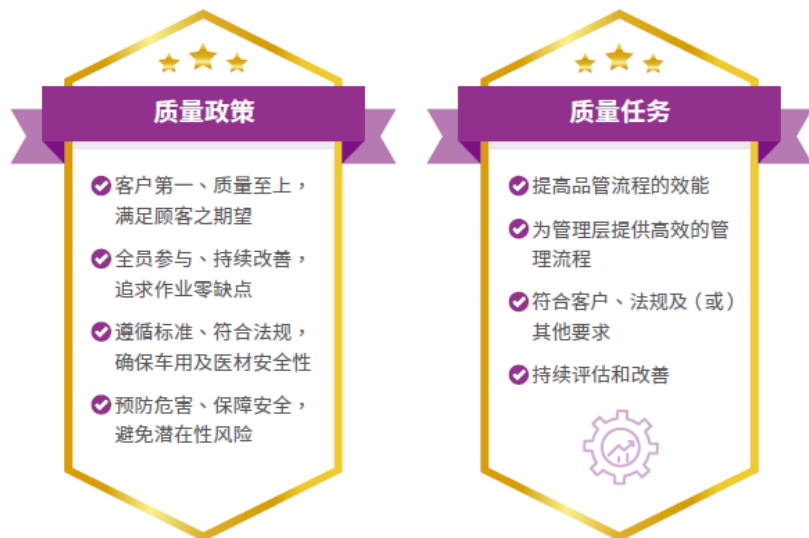 质量政策
客户第一、质量至上，
满足顾客之期望
全员参与、持续改善，
追求作业零缺点
遵循标准、符合法规，
确保车用及医材安全性
预防危害、保障安全，
避免潜在性风险
质量任务
提高品管流程的效能
为管理层提供高效的管
理流程
符合客户、法规及（或）
其他要求
持续评估和改善